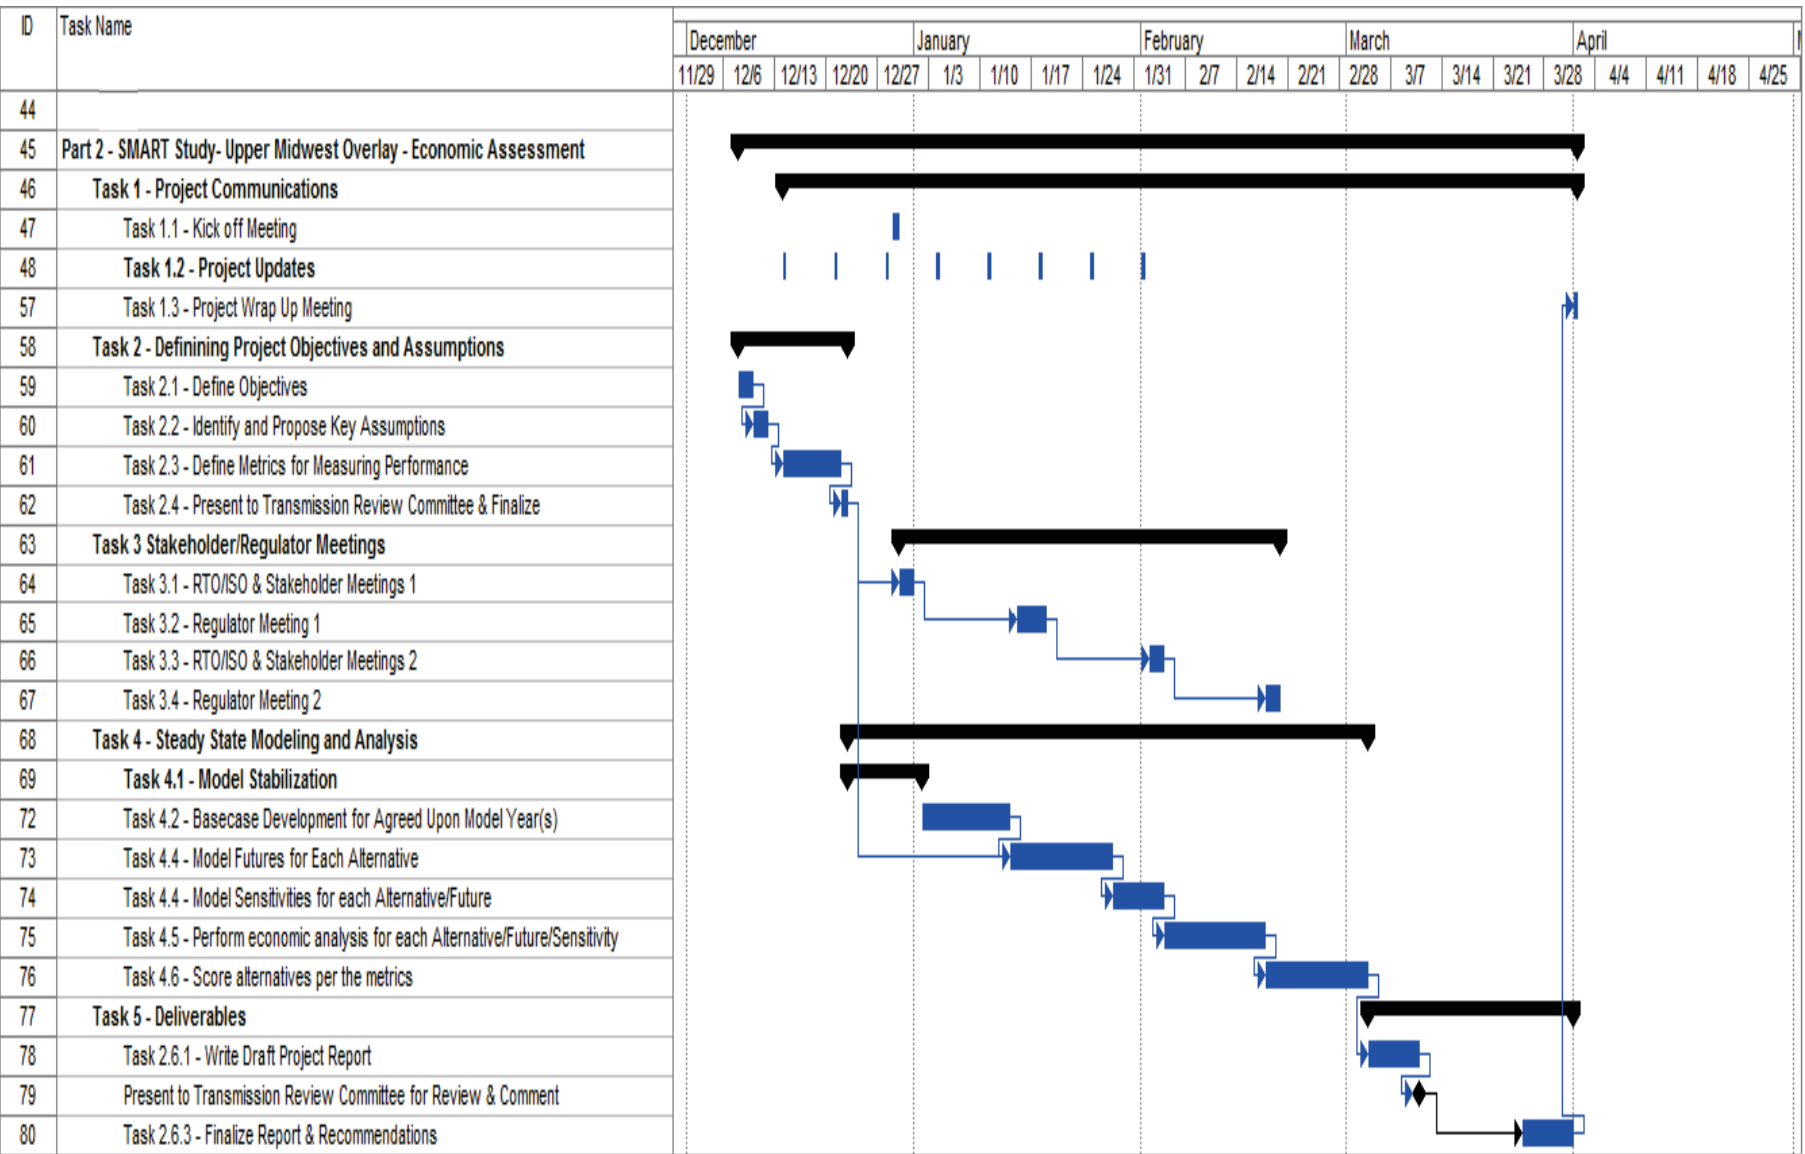 ID Task Name
December January February March April
11/29 12/6 12/13 12/20 12/27 1/3 1/10 1/17 1/24 1/31 2/7 2/14 2/21 2/28 3/7 3/14 3/21 3/28 4/4 4/11 4/18 4/25
44
45 Part 2 - SMART Study- Upper Midwest Overlay - Economic Assessment
46 Task 1 - Project Communications
47 Task 1.1 - Kick off Meeting
48 Task 1.2 - Project Updates
57 Task 1.3 - Project Wrap Up Meeting
58 Task 2 - Definining Project Objectives and Assumptions
59 Task 2.1 - Define Objectives
60 Task 2.2 - Identify and Propose Key Assumptions
61 Task 2.3 - Define Metrics for Measuring Performance
62 Task 2.4 - Present to Transmission Review Committee & Finalize
63 Task 3 Stakeholder/Regulator Meetings
64 Task 3.1 - RTO/ISO & Stakeholder Meetings 1
65 Task 3.2 - Regulator Meeting 1
66 Task 3.3 - RTO/ISO & Stakeholder Meetings 2
67 Task 3.4 - Regulator Meeting 2
68 Task 4 - Steady State Modeling and Analysis
69 Task 4.1 - Model Stabilization
72 Task 4.2 - Basecase Development for Agreed Upon Model Year(s)
73 Task 4.4 - Model Futures for Each Alternative
74 Task 4.4 - Model Sensitivities for each Alternative/Future
75 Task 4.5 - Perform economic analysis for each Alternative/Future/Sensitivity
76 Task 4.6 - Score alternatives per the metrics
77 Task 5 - Deliverables
78 Task 2.6.1 - Write Draft Project Report
79 Present to Transmission Review Committee for Review & Comment
80 Task 2.6.3 - Finalize Report & Recommendations